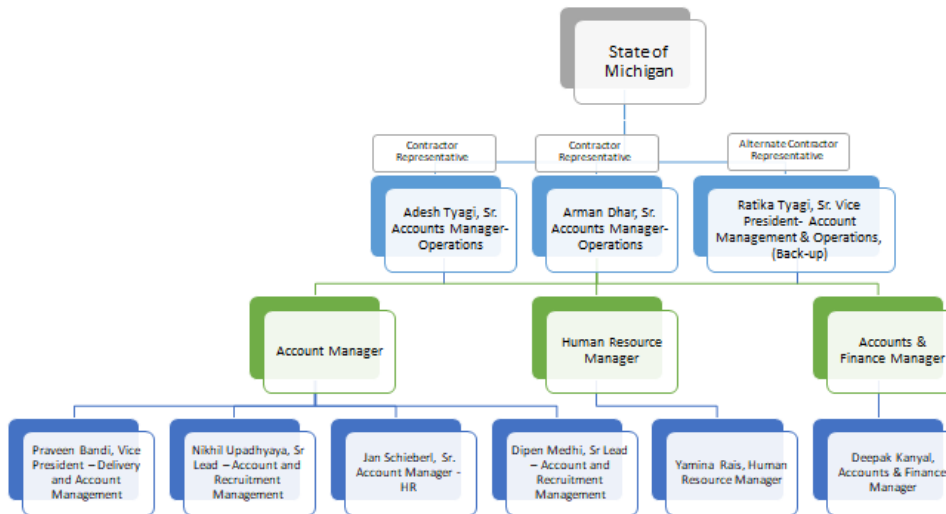 State of
Michigan
Contractor
Representative
Contractor
Representative
Alternate Contractor
Representative
Adesh Tyagi, Sr.
Accounts Manager-
Operations
Arman Dhar, Sr.
Accounts Manager-
Operations
Ratika Tyagi, Sr. Vice
President- Account
Management & Operations,
(Back-up)
Account Manager
Human Resource
Manager
Accounts &
Finance Manager
Praveen Bandi, Vice
President – Delivery
and Account
Management
Nikhil Upadhyaya, Sr
Lead – Account and
Recruitment
Management
Jan Schieberl, Sr.
Account Manager -
HR
Dipen Medhi, Sr Lead
– Account and
Recruitment
Management
Yamina Rais, Human
Resource Manager
Deepak Kanyal,
Accounts & Finance
Manager